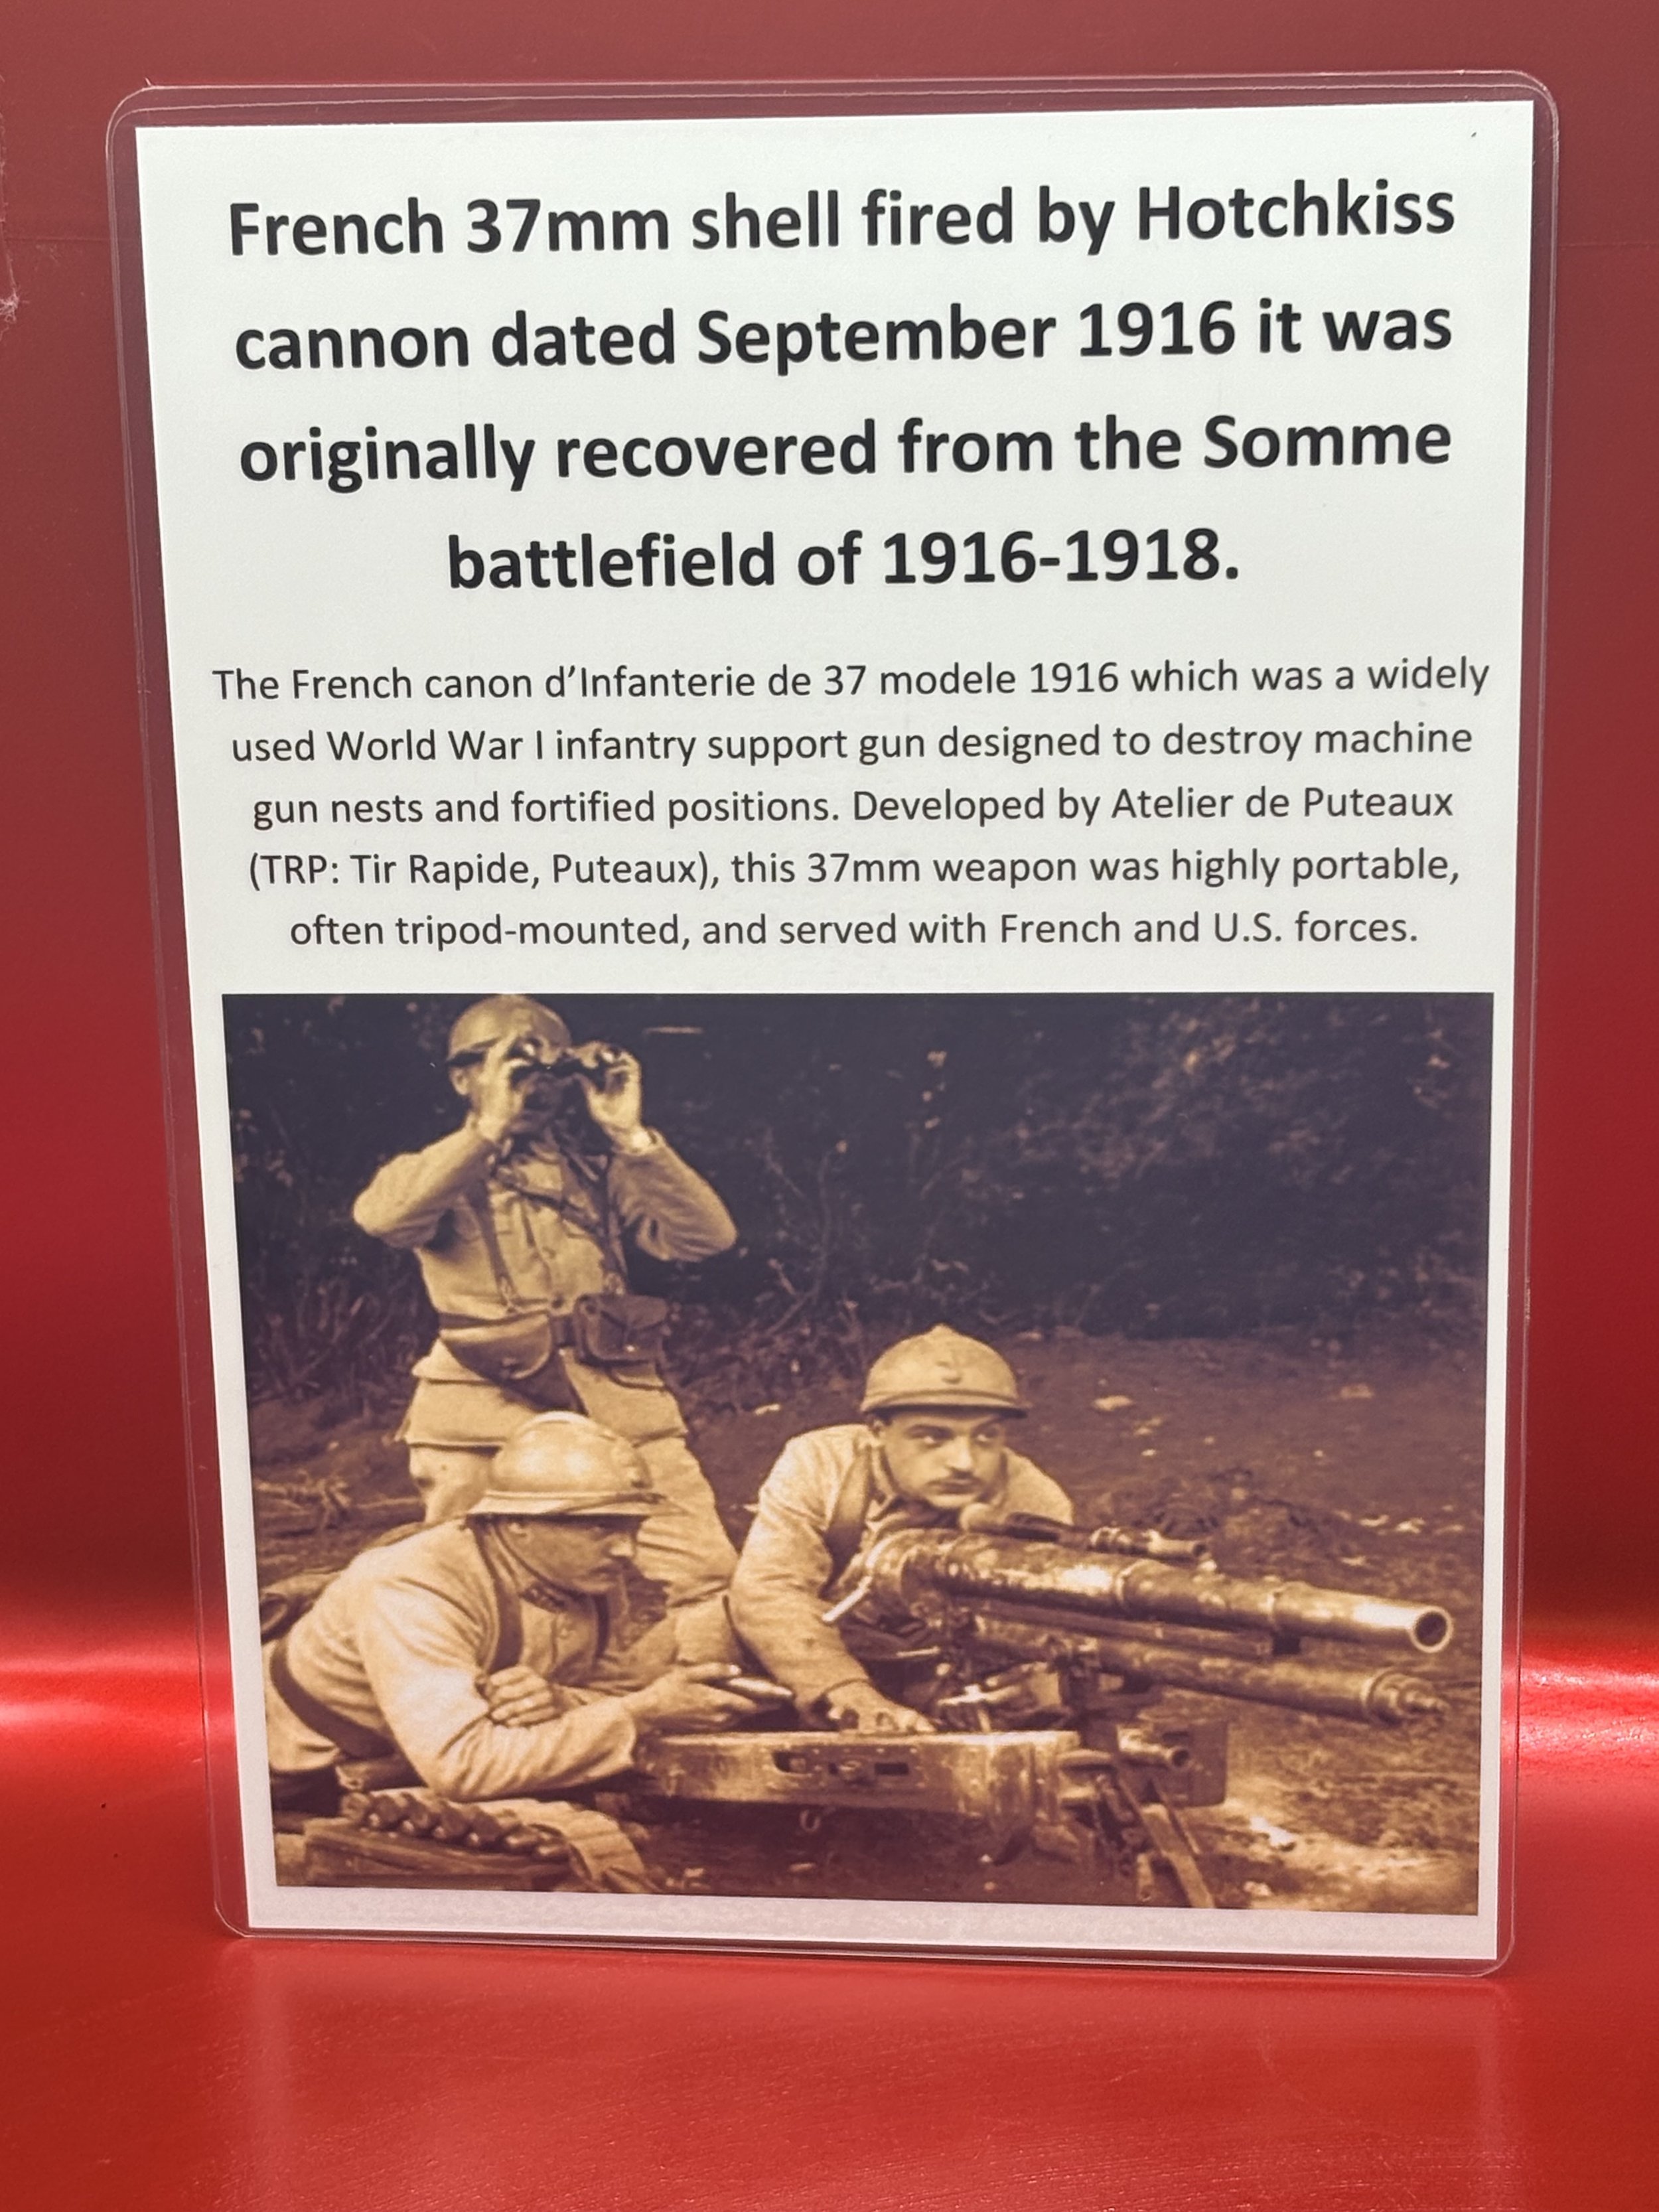 French 37mm shell fired by Hotchkiss
cannon dated September 1916 it was
originally recovered from the Somme
battlefield of 1916-1918.
The French canon d’Infanterie de 37 modele 1916 which was a widely
used World War I infantry support gun designed to destroy machine
gun nests and fortified positions. Developed by Atelier de Puteaux
(TRP: Tir Rapide, Puteaux), this 37mm weapon was highly portable,
often tripod-mounted, and served with French and U.S. forces.